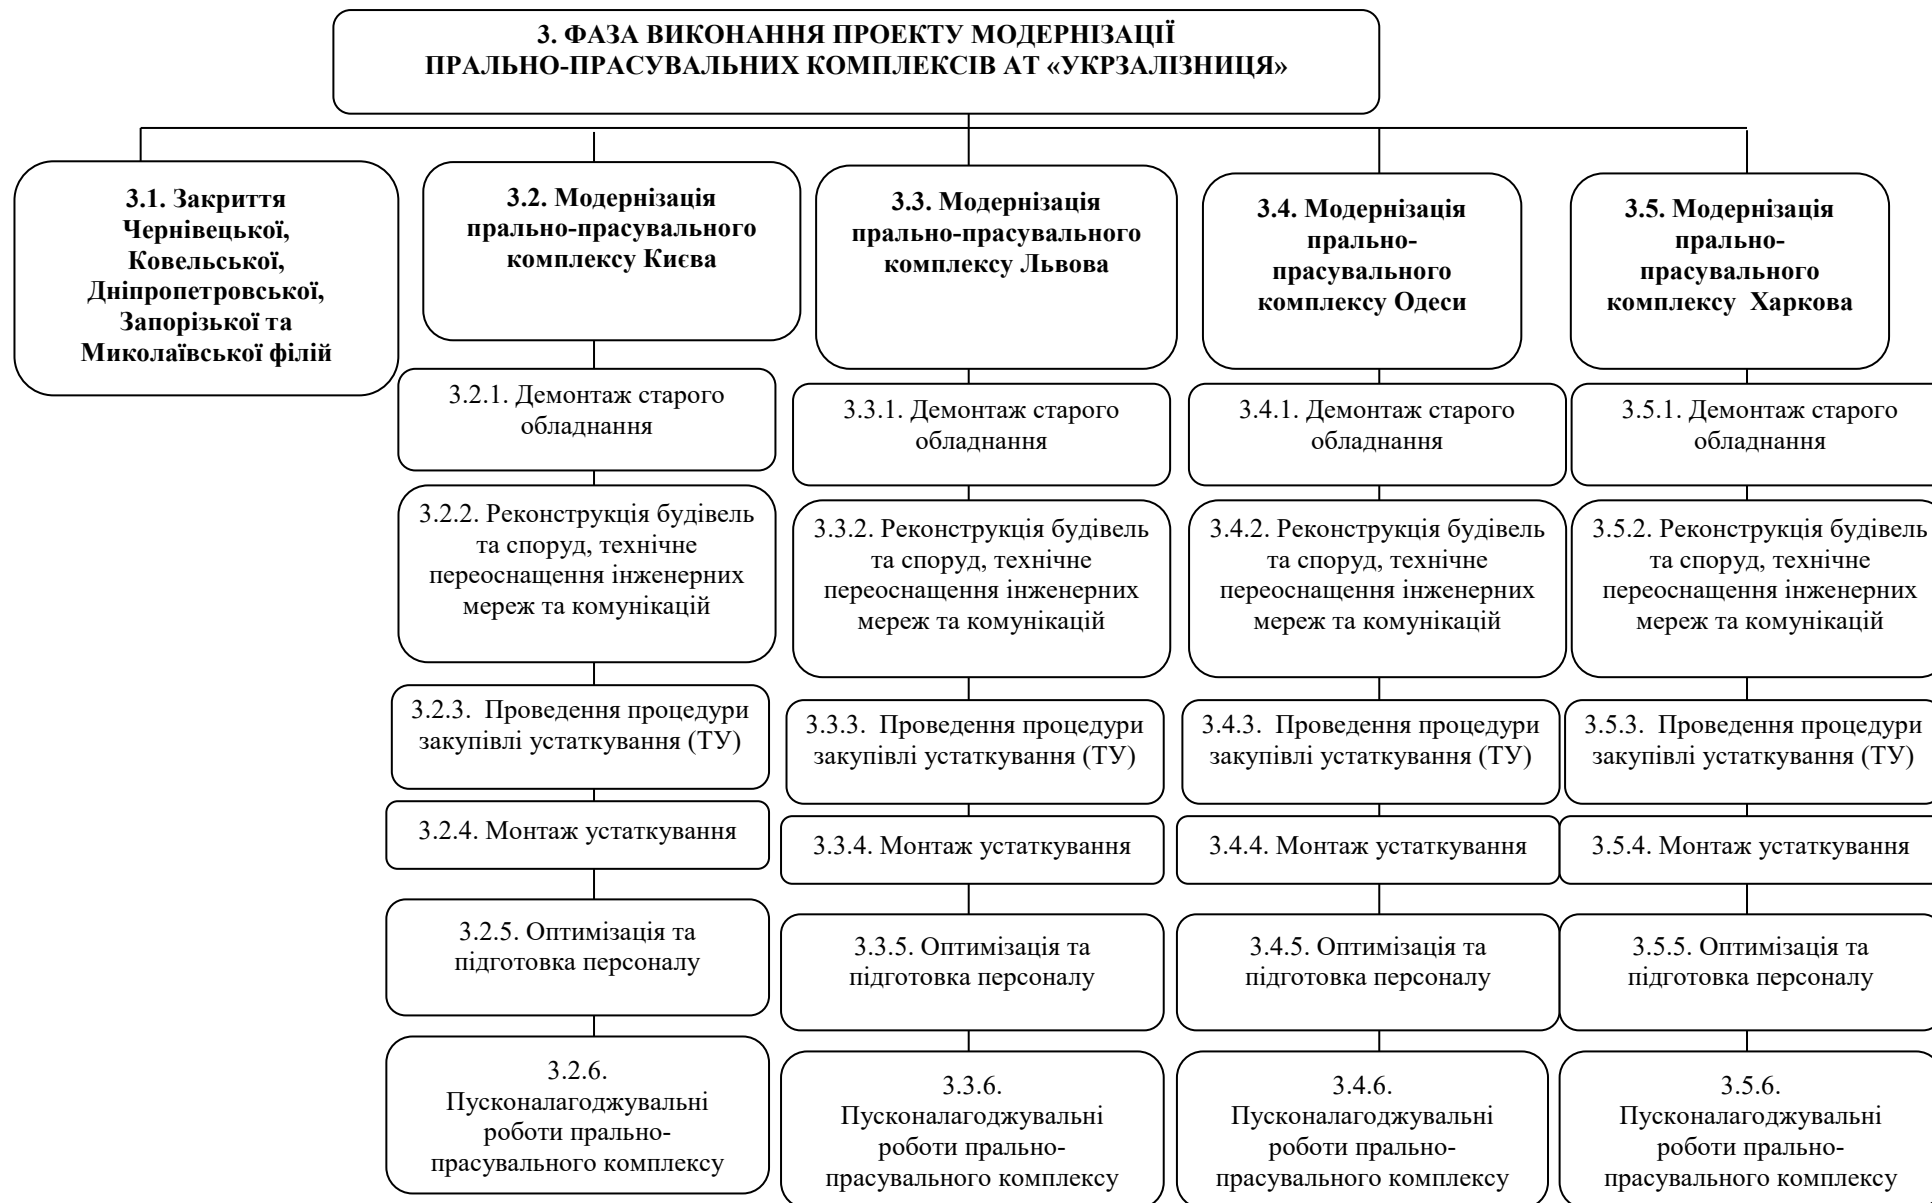 3. ФАЗА ВИКОНАННЯ ПРОЕКТУ МОДЕРНІЗАЦІЇ
ПРАЛЬНО-ПРАСУВАЛЬНИХ КОМПЛЕКСІВ АТ «УКРЗАЛІЗНИЦЯ»
3.1. Закриття
Чернівецької,
Ковельської,
Дніпропетровської,
Запорізької та
Миколаївської філій
3.2. Модернізація
прально-прасувального
комплексу Києва
3.2.1. Демонтаж старого
обладнання
3.2.2. Реконструкція будівель
та споруд, технічне
переоснащення інженерних
мереж та комунікацій
3.2.3. Проведення процедури
закупівлі устаткування (ТУ)
3.2.4. Монтаж устаткування
3.2.5. Оптимізація та
підготовка персоналу
3.2.6.
Пусконалагоджувальні
роботи прально-
прасувального комплексу
3.3. Модернізація
прально-прасувального
комплексу Львова
3.3.1. Демонтаж старого
обладнання
3.3.2. Реконструкція будівель
та споруд, технічне
переоснащення інженерних
мереж та комунікацій
3.3.3. Проведення процедури
закупівлі устаткування (ТУ)
3.3.4. Монтаж устаткування
3.3.5. Оптимізація та
підготовка персоналу
3.3.6.
Пусконалагоджувальні
роботи прально-
прасувального комплексу
3.4. Модернізація
прально-
прасувального
комплексу Одеси
3.4.1. Демонтаж старого
обладнання
3.4.2. Реконструкція будівель
та споруд, технічне
переоснащення інженерних
мереж та комунікацій
3.4.3. Проведення процедури
закупівлі устаткування (ТУ)
3.4.4. Монтаж устаткування
3.4.5. Оптимізація та
підготовка персоналу
3.4.6.
Пусконалагоджувальні
роботи прально-
прасувального комплексу
3.5. Модернізація
прально-
прасувального
комплексу Харкова
3.5.1. Демонтаж старого
обладнання
3.5.2. Реконструкція будівель
та споруд, технічне
переоснащення інженерних
мереж та комунікацій
3.5.3. Проведення процедури
закупівлі устаткування (ТУ)
3.5.4. Монтаж устаткування
3.5.5. Оптимізація та
підготовка персоналу
3.5.6.
Пусконалагоджувальні
роботи прально-
прасувального комплексу